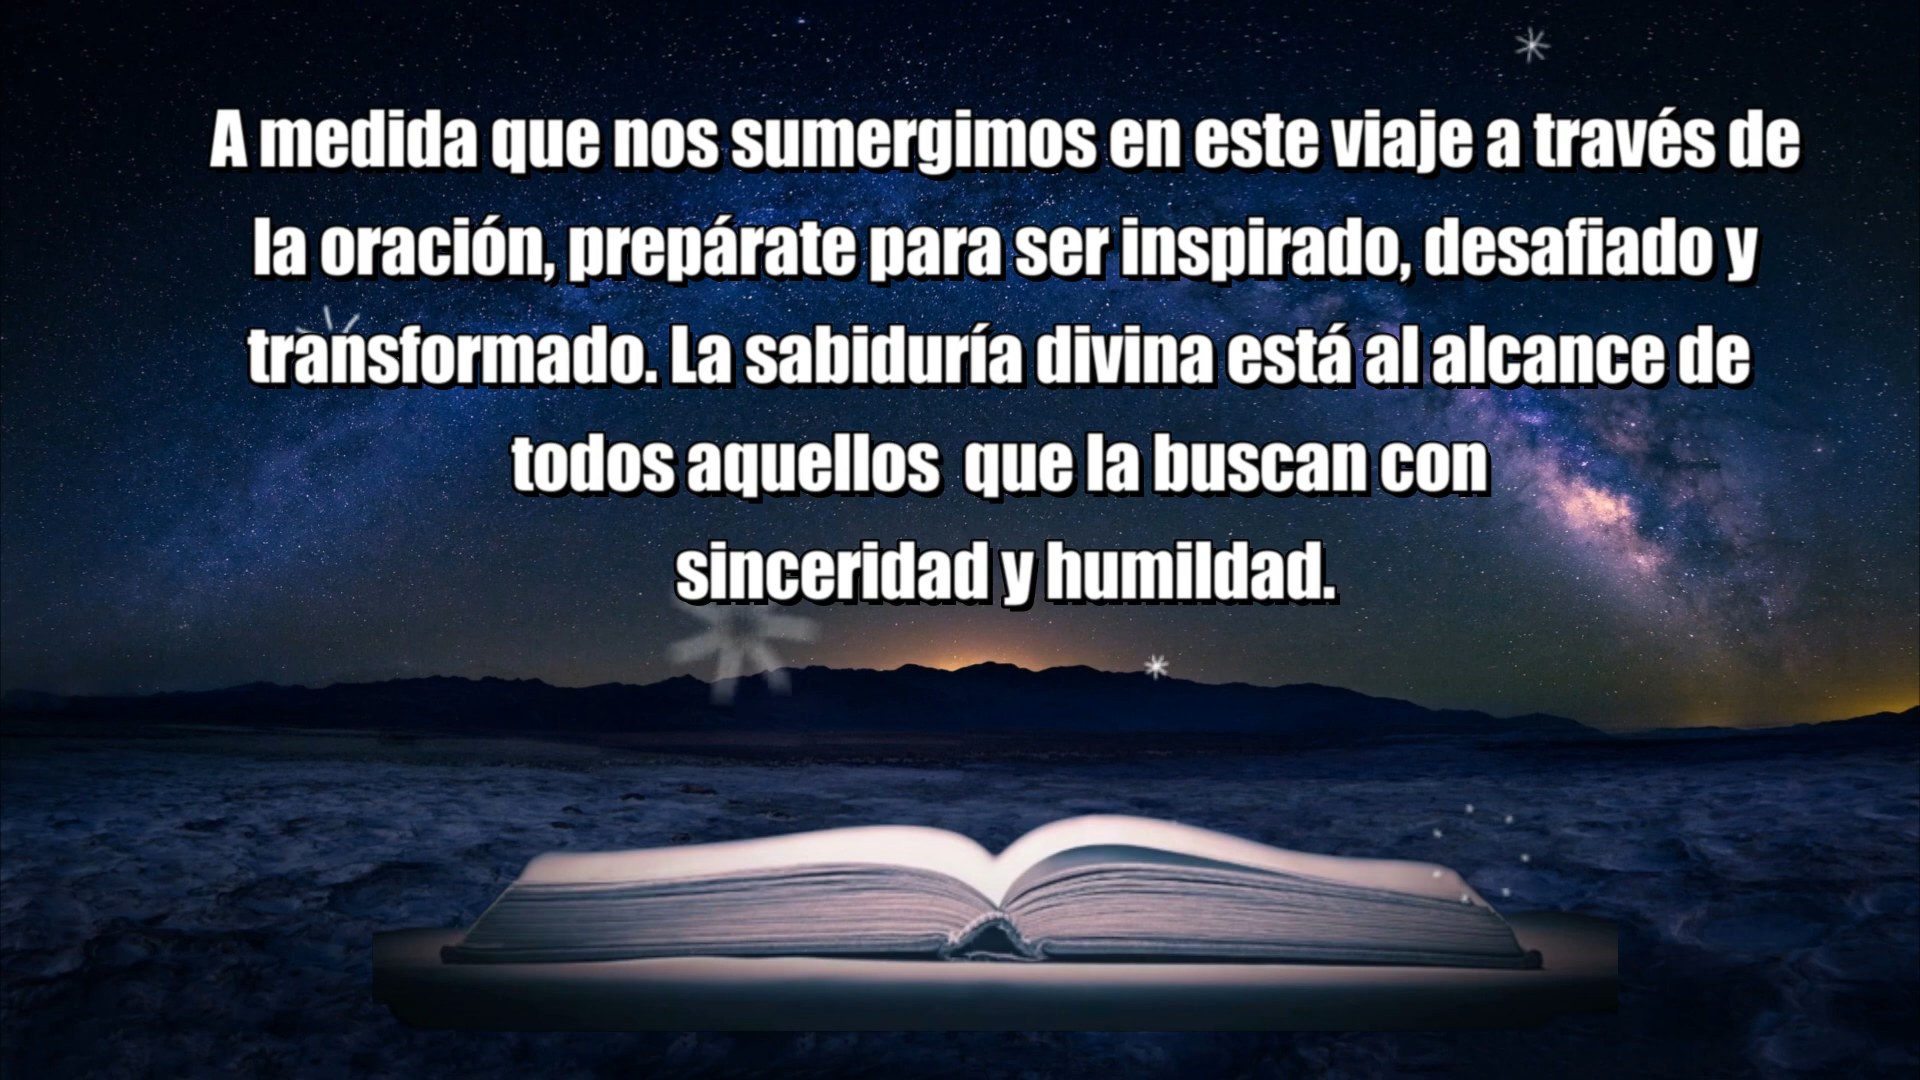 A medida que nos sumergimos en este viaje a través de
la oración, prepárate para ser inspirado, desafiado y
transformado. La sabiduría divina está al alcance de
todos aquellos  que la buscan con
sinceridad y humildad.